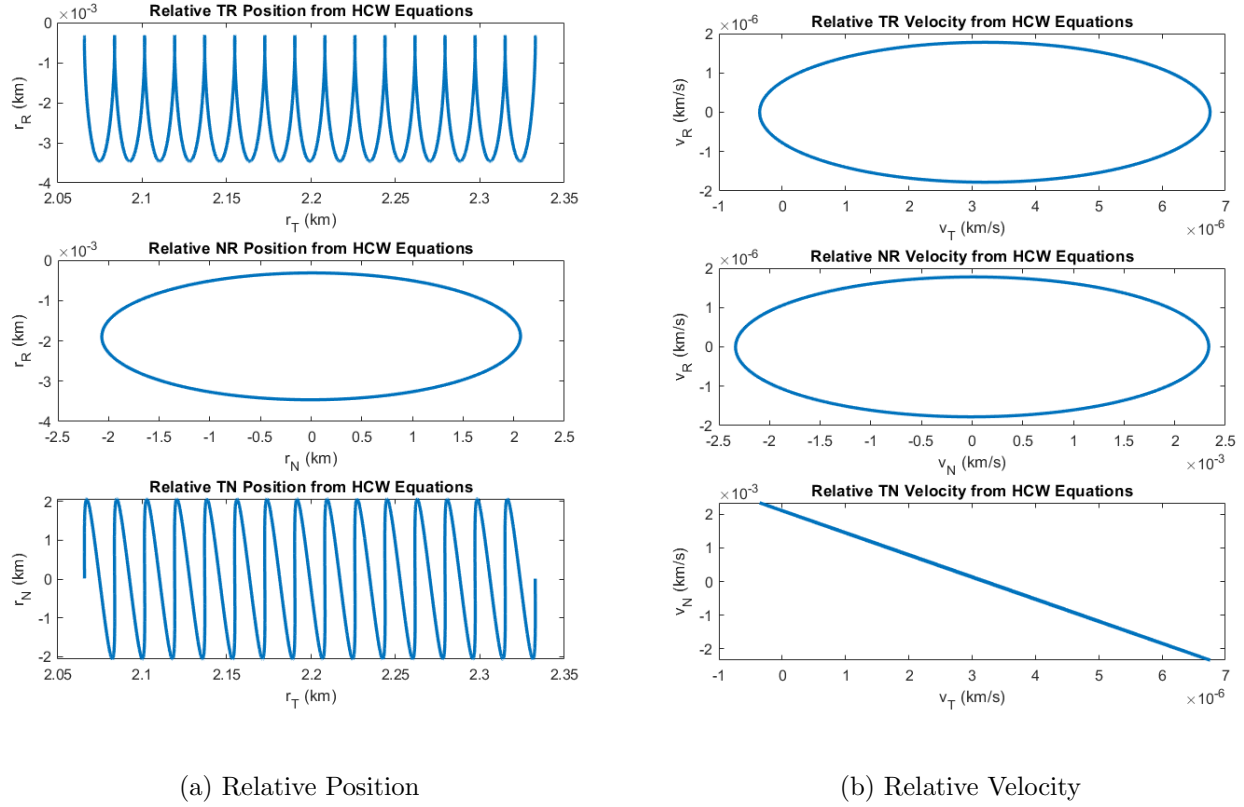 Relative TR Position from HCW Equations
×10⁻³
0
-1
-2
-3
-4
r_R (km)
2.05 2.1 2.15 2.2 2.25 2.3 2.35
r_T (km)
Relative NR Position from HCW Equations
×10⁻³
0
-1
-2
-3
-4
r_R (km)
-2.5 -2 -1.5 -1 -0.5 0 0.5 1 1.5 2 2.5
r_N (km)
Relative TN Position from HCW Equations
2
1
0
-1
-2
r_N (km)
2.05 2.1 2.15 2.2 2.25 2.3 2.35
r_T (km)
(a) Relative Position
Relative TR Velocity from HCW Equations
×10⁻⁶
2
1
0
-1
-2
v_R (km/s)
-1 0 1 2 3 4 5 6 7
×10⁻⁶
v_T (km/s)
Relative NR Velocity from HCW Equations
×10⁻⁶
2
1
0
-1
-2
v_R (km/s)
-2.5 -2 -1.5 -1 -0.5 0 0.5 1 1.5 2 2.5
×10⁻³
v_N (km/s)
Relative TN Velocity from HCW Equations
×10⁻³
2
1
0
-1
-2
v_N (km/s)
-1 0 1 2 3 4 5 6 7
×10⁻⁶
v_T (km/s)
(b) Relative Velocity